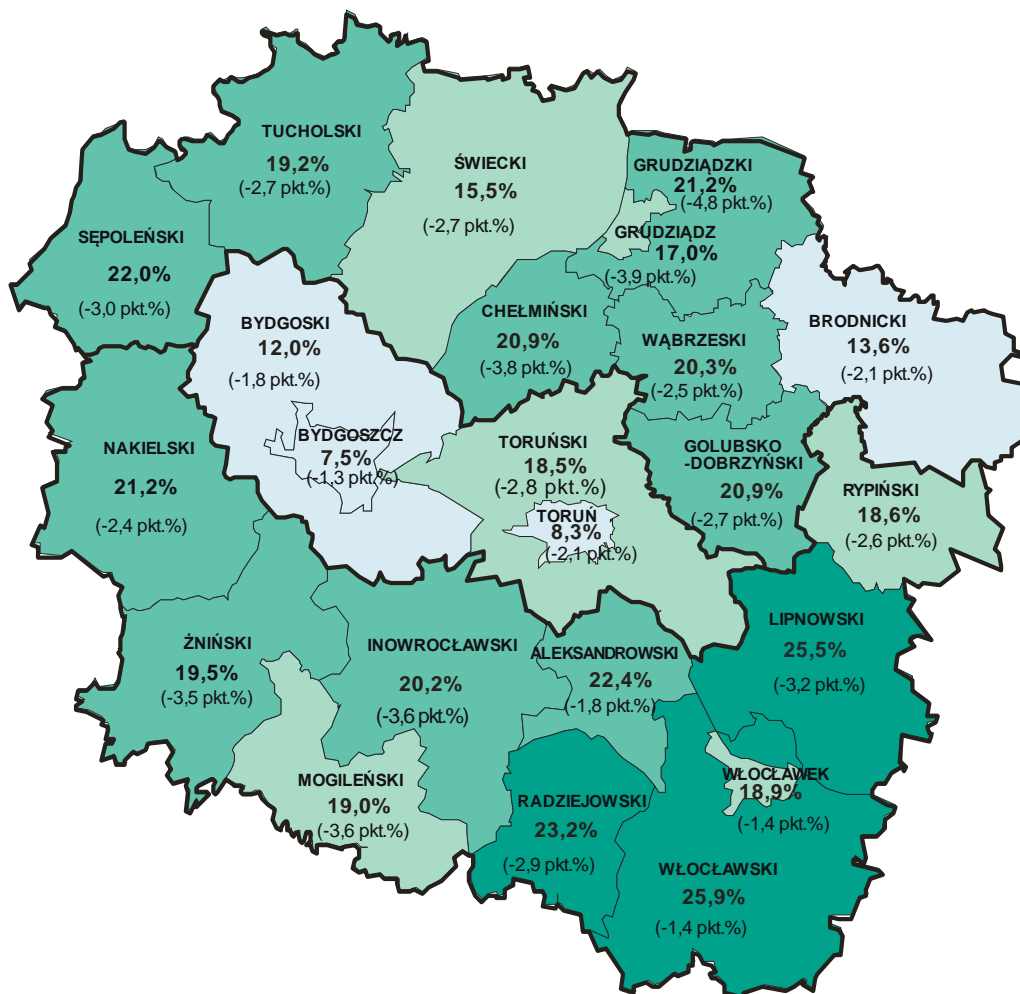 TUCHOLSKI
19,2%
(-2,7 pkt.%)
ŚWIECKI
15,5%
(-2,7 pkt.%)
GRUDZIĄDZKI
21,2%
(-4,8 pkt.%)
GRUDZIĄDZ
17,0%
(-3,9 pkt.%)
SĘPOLEŃSKI
22,0%
(-3,0 pkt.%)
BYDGOSKI
12,0%
(-1,8 pkt.%)
CHEŁMIŃSKI
20,9%
(-3,8 pkt.%)
WĄBRZESKI
20,3%
(-2,5 pkt.%)
BRODNICKI
13,6%
(-2,1 pkt.%)
NAKIELSKI
21,2%
(-2,4 pkt.%)
BYDGOSZCZ
7,5%
(-1,3 pkt.%)
TORUŃSKI
18,5%
(-2,8 pkt.%)
TORUŃ
8,3%
(-2,1 pkt.%)
GOLUBSKO
-DOBRZYŃSKI
20,9%
(-2,7 pkt.%)
RYPIŃSKI
18,6%
(-2,6 pkt.%)
ŻNIŃSKI
19,5%
(-3,5 pkt.%)
INOWROCŁAWSKI
20,2%
(-3,6 pkt.%)
ALEKSANDROWSKI
22,4%
(-1,8 pkt.%)
LIPNOWSKI
25,5%
(-3,2 pkt.%)
MOGILEŃSKI
19,0%
(-3,6 pkt.%)
RADZIEJOWSKI
23,2%
(-2,9 pkt.%)
WŁOCŁAWEK
18,9%
(-1,4 pkt.%)
WŁOCŁAWSKI
25,9%
(-1,4 pkt.%)